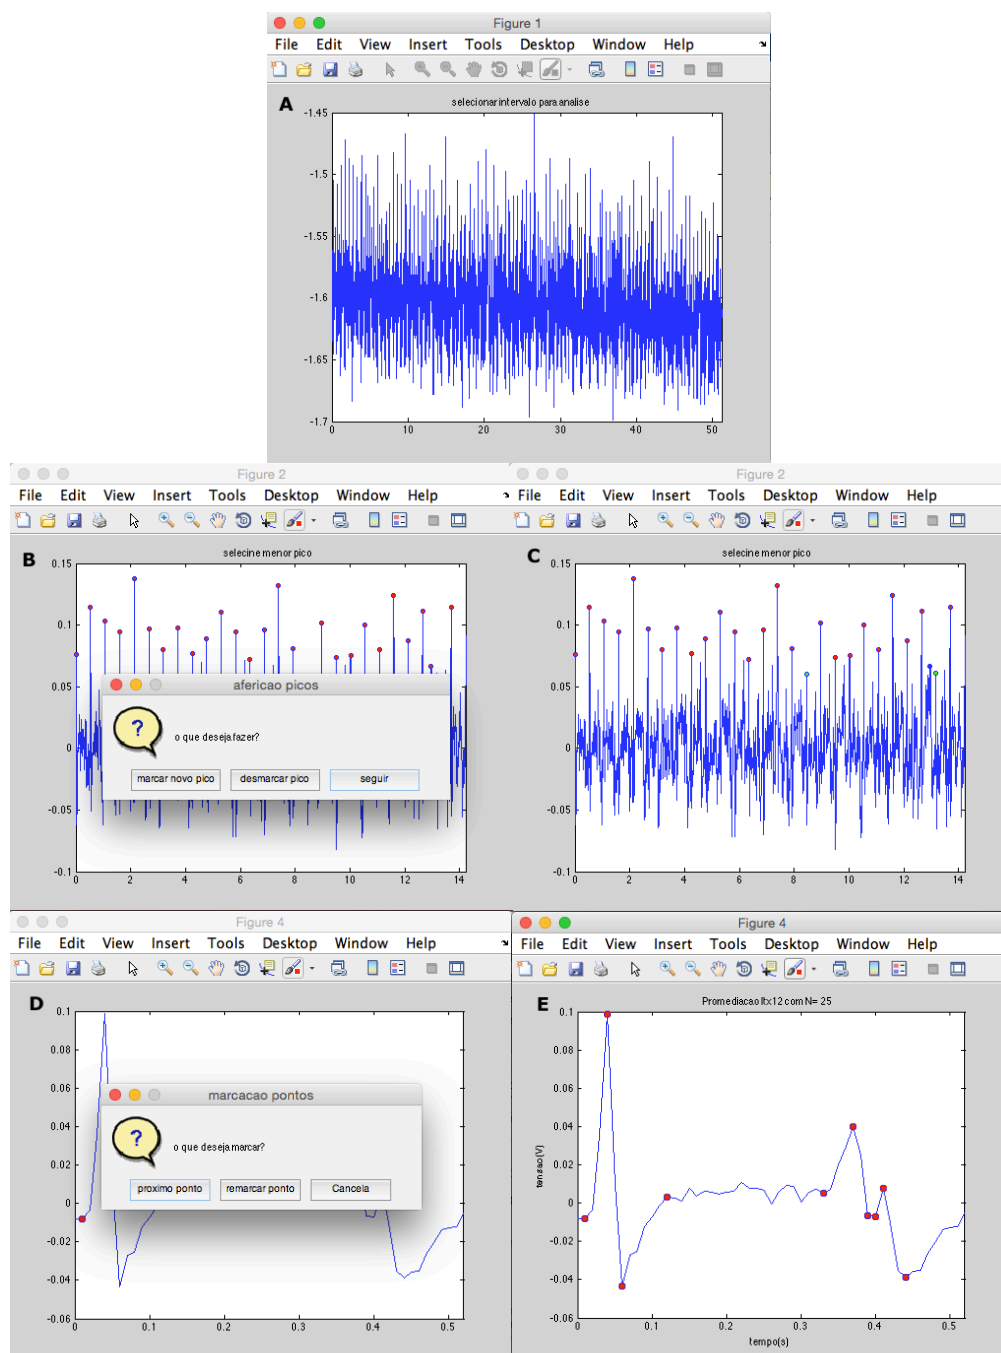 Figure 1
File Edit View Insert Tools Desktop Window Help
A
selecionar intervalo para analise
-1.45
-1.5
-1.55
-1.6
-1.65
-1.7
0 10 20 30 40 50
Figure 2
File Edit View Insert Tools Desktop Window Help
B
selecine menor pico
0.15
0.1
0.05
0
-0.05
-0.1
0 2 4 6 8 10 12 14
afericao picos
?
o que deseja fazer?
marcar novo pico desmarcar pico seguir
Figure 2
File Edit View Insert Tools Desktop Window Help
C
selecine menor pico
0.15
0.1
0.05
0
-0.05
-0.1
0 2 4 6 8 10 12 14
Figure 4
File Edit View Insert Tools Desktop Window Help
D
0.1
0.08
0.06
0.04
0.02
0
-0.02
-0.04
-0.06
0 0.1 0.2 0.3 0.4 0.5
marcacao pontos
?
o que deseja marcar?
proximo ponto remarcar ponto Cancela
Figure 4
File Edit View Insert Tools Desktop Window Help
E
Promediacao ltx12 com N= 25
0.1
0.08
0.06
0.04
0.02
0
-0.02
-0.04
-0.06
tensao(V)
0 0.1 0.2 0.3 0.4 0.5
tempo(s)